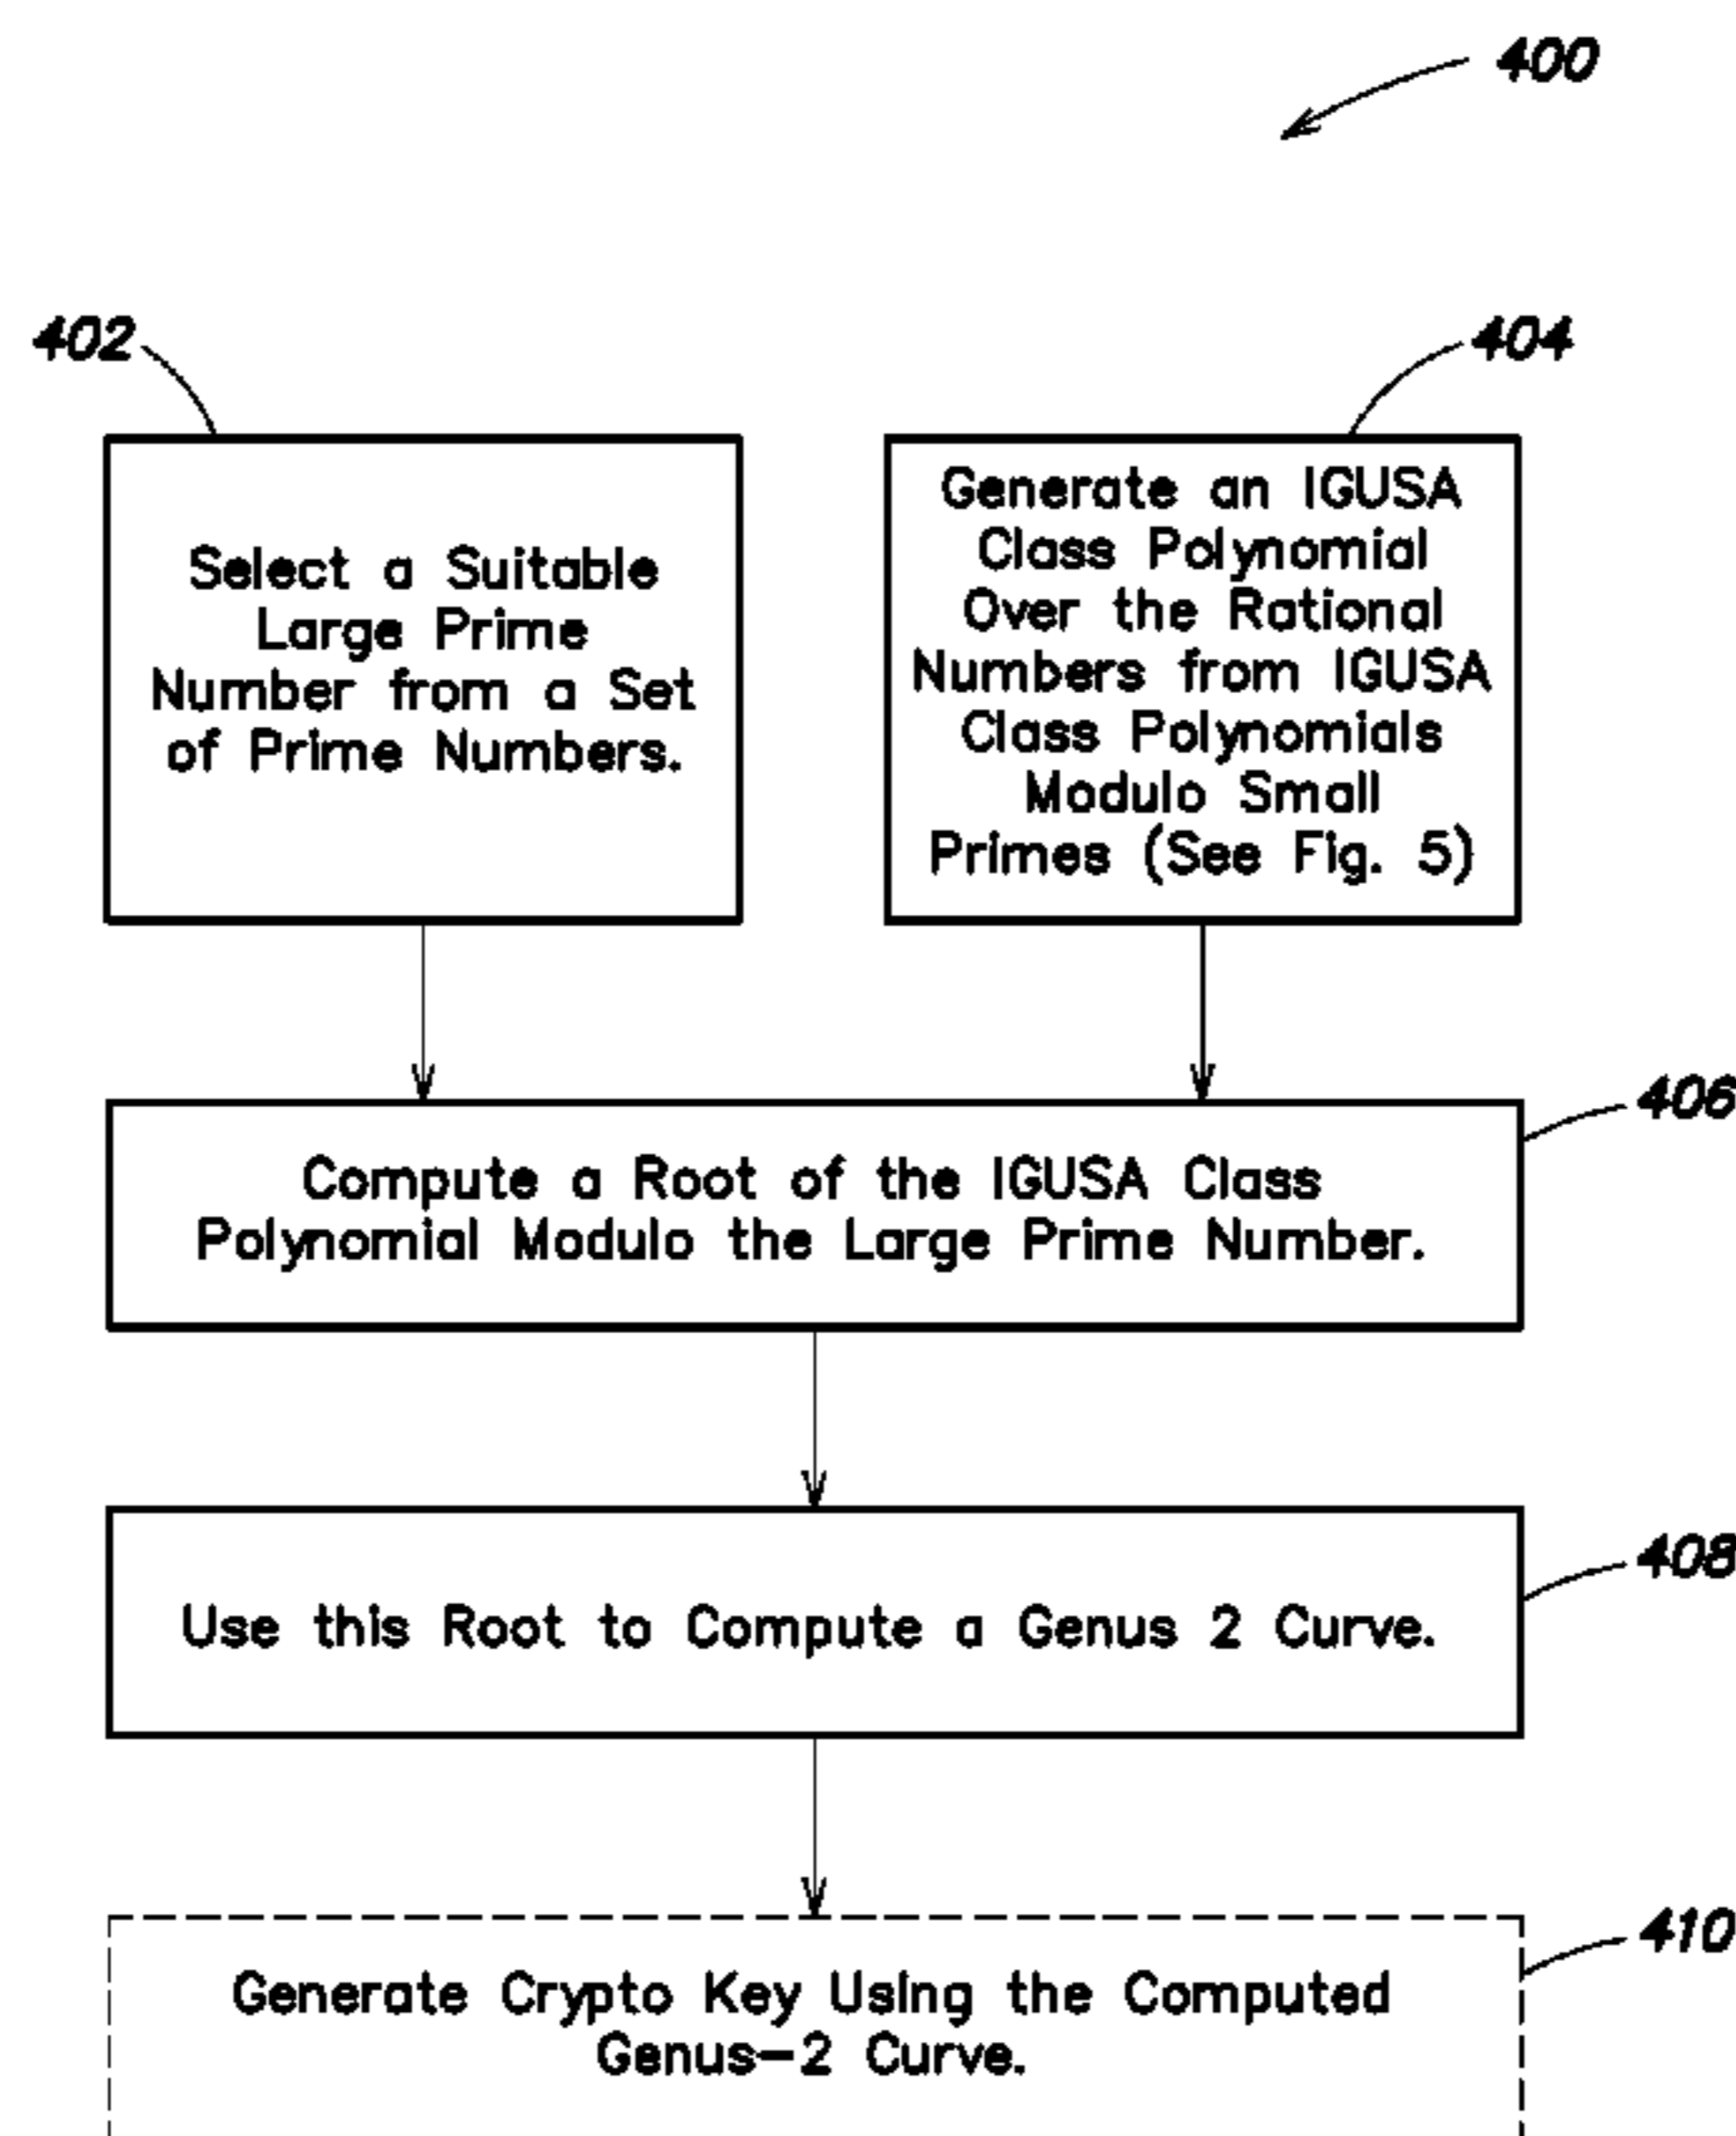 400
402
Select a Suitable
Large Prime
Number from a Set
of Prime Numbers.
404
Generate an IGUSA
Class Polynomial
Over the Rational
Numbers from IGUSA
Class Polynomials
Modulo Small
Primes (See Fig. 5)
406
Compute a Root of the IGUSA Class
Polynomial Modulo the Large Prime Number.
408
Use this Root to Compute a Genus 2 Curve.
410
Generate Crypto Key Using the Computed
Genus-2 Curve.